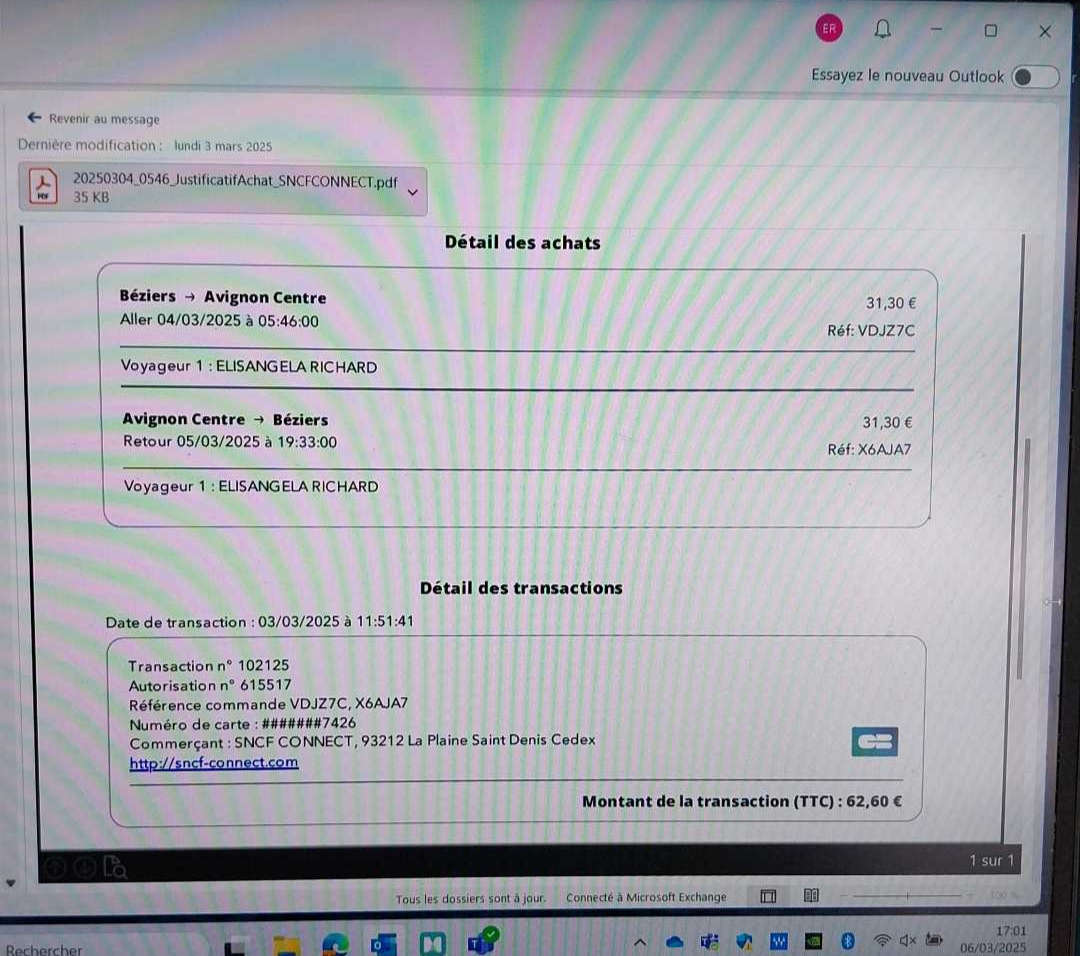 ER
Essayez le nouveau Outlook
Revenir au message
Dernière modification : lundi 3 mars 2025
20250304_0546_JustificatifAchat_SNCFCONNECT.pdf
35 KB
Détail des achats
Béziers → Avignon Centre
31,30 €
Aller 04/03/2025 à 05:46:00
Réf: VDJZ7C
Voyageur 1 : ELISANGELA RICHARD
Avignon Centre → Béziers
31,30 €
Retour 05/03/2025 à 19:33:00
Réf: X6AJA7
Voyageur 1 : ELISANGELA RICHARD
Détail des transactions
Date de transaction : 03/03/2025 à 11:51:41
Transaction n° 102125
Autorisation n° 615517
Référence commande VDJZ7C, X6AJA7
Numéro de carte : #######7426
Commerçant : SNCF CONNECT, 93212 La Plaine Saint Denis Cedex
http://sncf-connect.com
Montant de la transaction (TTC) : 62,60 €
1 sur 1
Tous les dossiers sont à jour. Connecté à Microsoft Exchange
100 %
Rechercher
17:01
06/03/2025